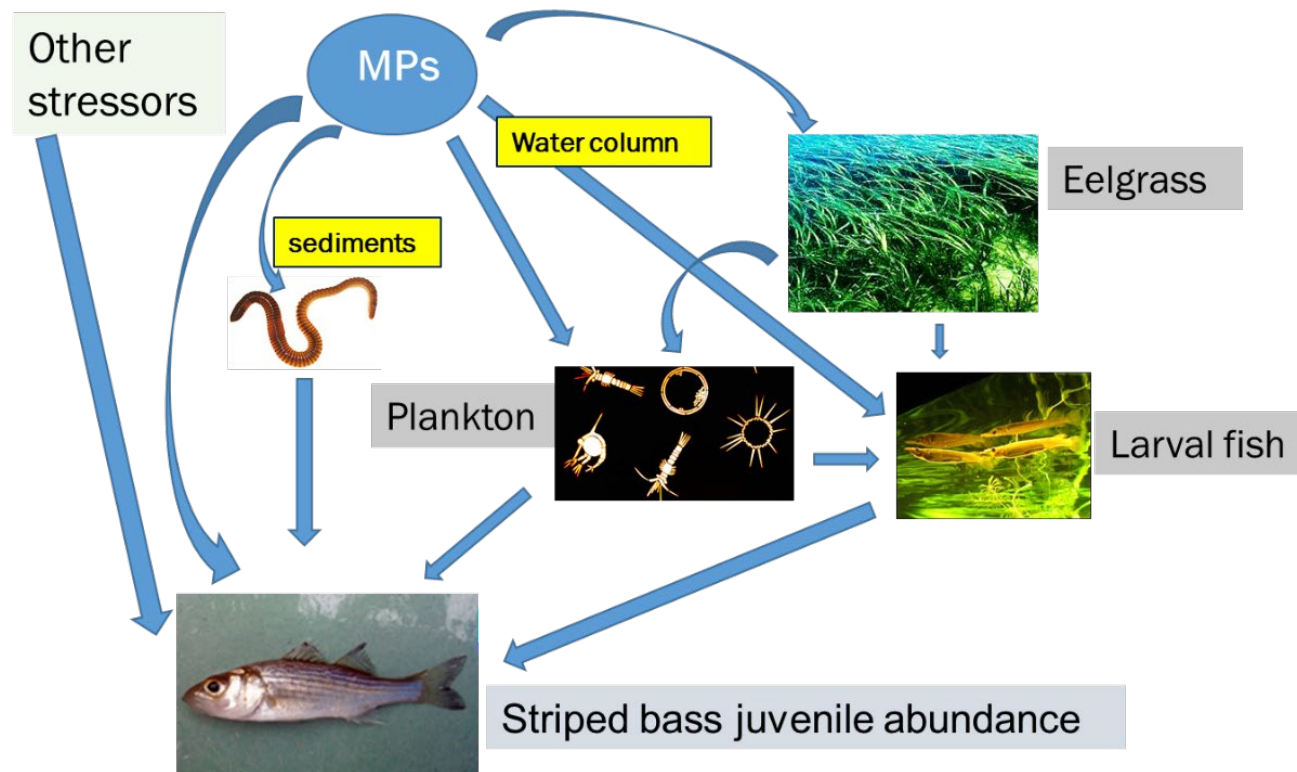 Other
stressors
MPs
Water column
Eelgrass
sediments
Plankton
Larval fish
Striped bass juvenile abundance